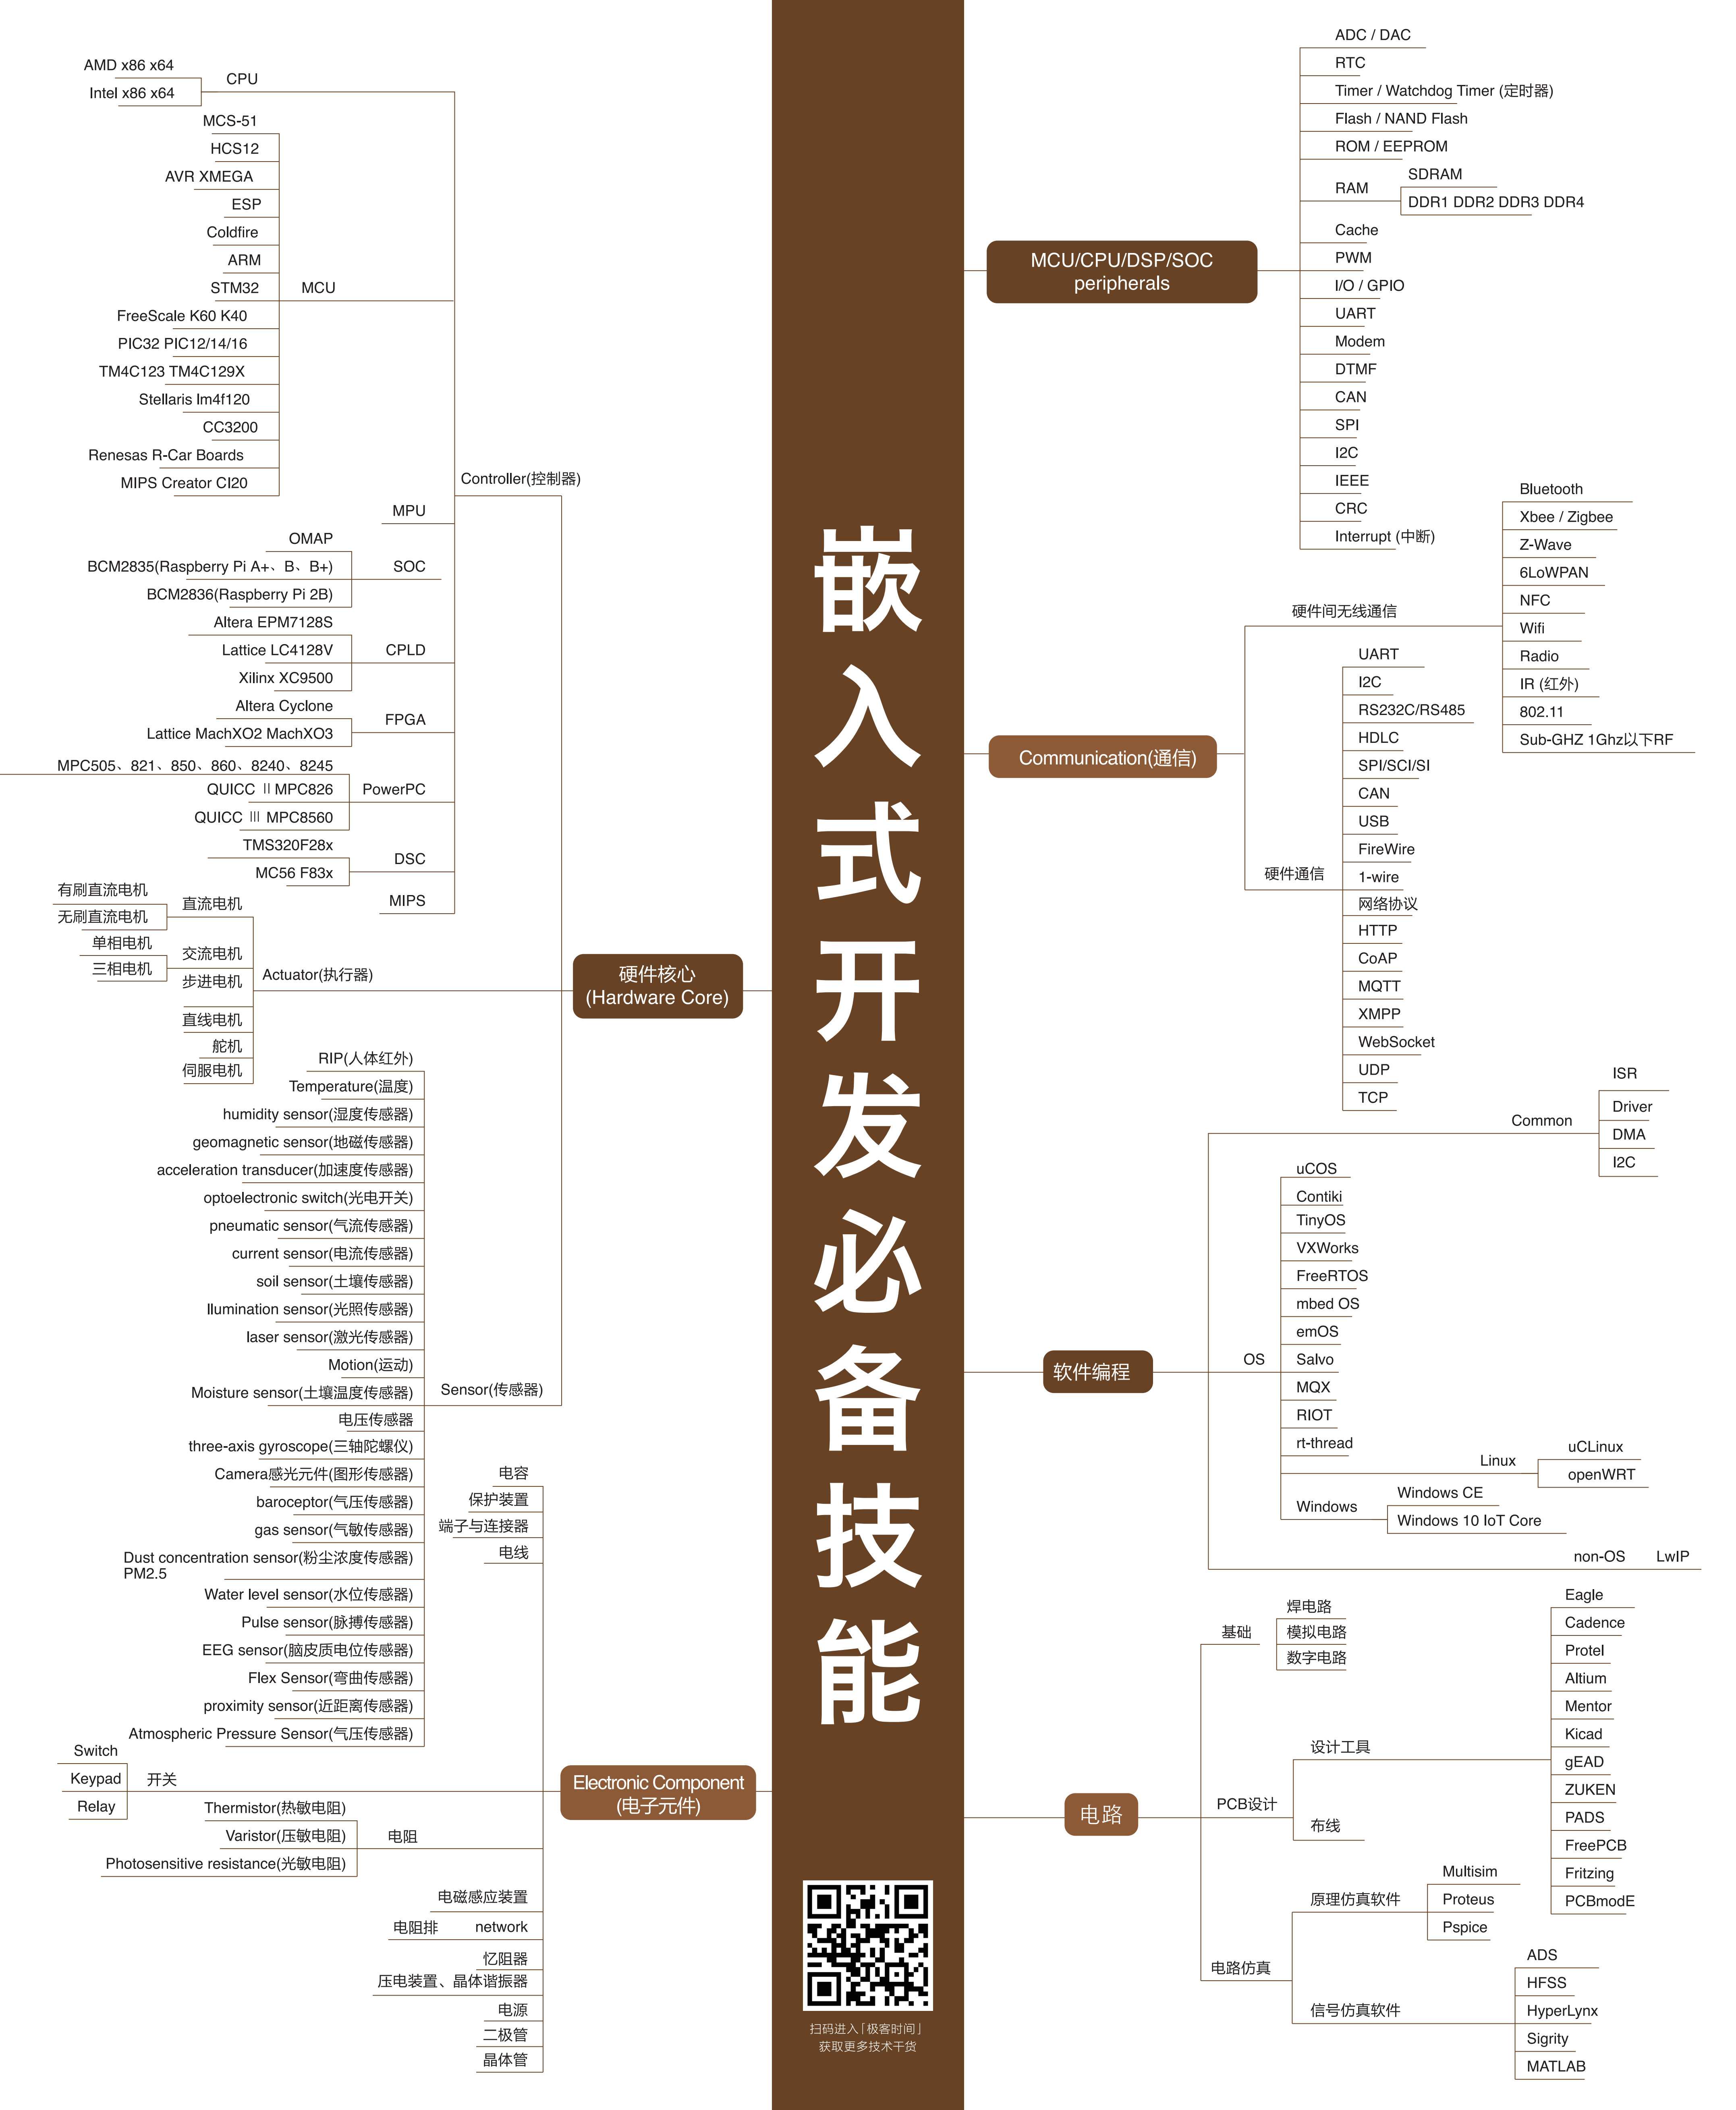 嵌入式开发必备技能
扫码进入「极客时间」
获取更多技术干货
硬件核心
(Hardware Core)
Controller(控制器)
CPU
AMD x86 x64
Intel x86 x64
MCU
MCS-51
HCS12
AVR XMEGA
ESP
Coldfire
ARM
STM32
FreeScale K60 K40
PIC32 PIC12/14/16
TM4C123 TM4C129X
Stellaris lm4f120
CC3200
Renesas R-Car Boards
MIPS Creator CI20
MPU
SOC
OMAP
BCM2835(Raspberry Pi A+、B、B+)
BCM2836(Raspberry Pi 2B)
CPLD
Altera EPM7128S
Lattice LC4128V
Xilinx XC9500
FPGA
Altera Cyclone
Lattice MachXO2 MachXO3
PowerPC
MPC505、821、850、860、8240、8245
QUICC Ⅱ MPC826
QUICC Ⅲ MPC8560
DSC
TMS320F28x
MC56 F83x
MIPS
Actuator(执行器)
直流电机
有刷直流电机
无刷直流电机
交流电机
单相电机
三相电机
步进电机
直线电机
舵机
伺服电机
Sensor(传感器)
RIP(人体红外)
Temperature(温度)
humidity sensor(湿度传感器)
geomagnetic sensor(地磁传感器)
acceleration transducer(加速度传感器)
optoelectronic switch(光电开关)
pneumatic sensor(气流传感器)
current sensor(电流传感器)
soil sensor(土壤传感器)
Ilumination sensor(光照传感器)
laser sensor(激光传感器)
Motion(运动)
Moisture sensor(土壤温度传感器)
电压传感器
three-axis gyroscope(三轴陀螺仪)
Camera感光元件(图形传感器)
baroceptor(气压传感器)
gas sensor(气敏传感器)
Dust concentration sensor(粉尘浓度传感器)
PM2.5
Water level sensor(水位传感器)
Pulse sensor(脉搏传感器)
EEG sensor(脑皮质电位传感器)
Flex Sensor(弯曲传感器)
proximity sensor(近距离传感器)
Atmospheric Pressure Sensor(气压传感器)
Electronic Component
(电子元件)
电容
保护装置
端子与连接器
电线
开关
Switch
Keypad
Relay
电阻
Thermistor(热敏电阻)
Varistor(压敏电阻)
Photosensitive resistance(光敏电阻)
电磁感应装置
电阻排 network
忆阻器
压电装置、晶体谐振器
电源
二极管
晶体管
MCU/CPU/DSP/SOC
peripherals
ADC / DAC
RTC
Timer / Watchdog Timer (定时器)
Flash / NAND Flash
ROM / EEPROM
RAM
SDRAM
DDR1 DDR2 DDR3 DDR4
Cache
PWM
I/O / GPIO
UART
Modem
DTMF
CAN
SPI
I2C
IEEE
CRC
Interrupt (中断)
Communication(通信)
硬件间无线通信
Bluetooth
Xbee / Zigbee
Z-Wave
6LoWPAN
NFC
Wifi
Radio
IR (红外)
802.11
Sub-GHZ 1Ghz以下RF
硬件通信
UART
I2C
RS232C/RS485
HDLC
SPI/SCI/SI
CAN
USB
FireWire
1-wire
网络协议
HTTP
CoAP
MQTT
XMPP
WebSocket
UDP
TCP
软件编程
Common
ISR
Driver
DMA
I2C
OS
uCOS
Contiki
TinyOS
VXWorks
FreeRTOS
mbed OS
emOS
Salvo
MQX
RIOT
rt-thread
Linux
uCLinux
openWRT
Windows
Windows CE
Windows 10 IoT Core
non-OS LwIP
电路
基础
焊电路
模拟电路
数字电路
PCB设计
设计工具
Eagle
Cadence
Protel
Altium
Mentor
Kicad
gEAD
ZUKEN
PADS
FreePCB
Fritzing
PCBmodE
布线
电路仿真
原理仿真软件
Multisim
Proteus
Pspice
信号仿真软件
ADS
HFSS
HyperLynx
Sigrity
MATLAB